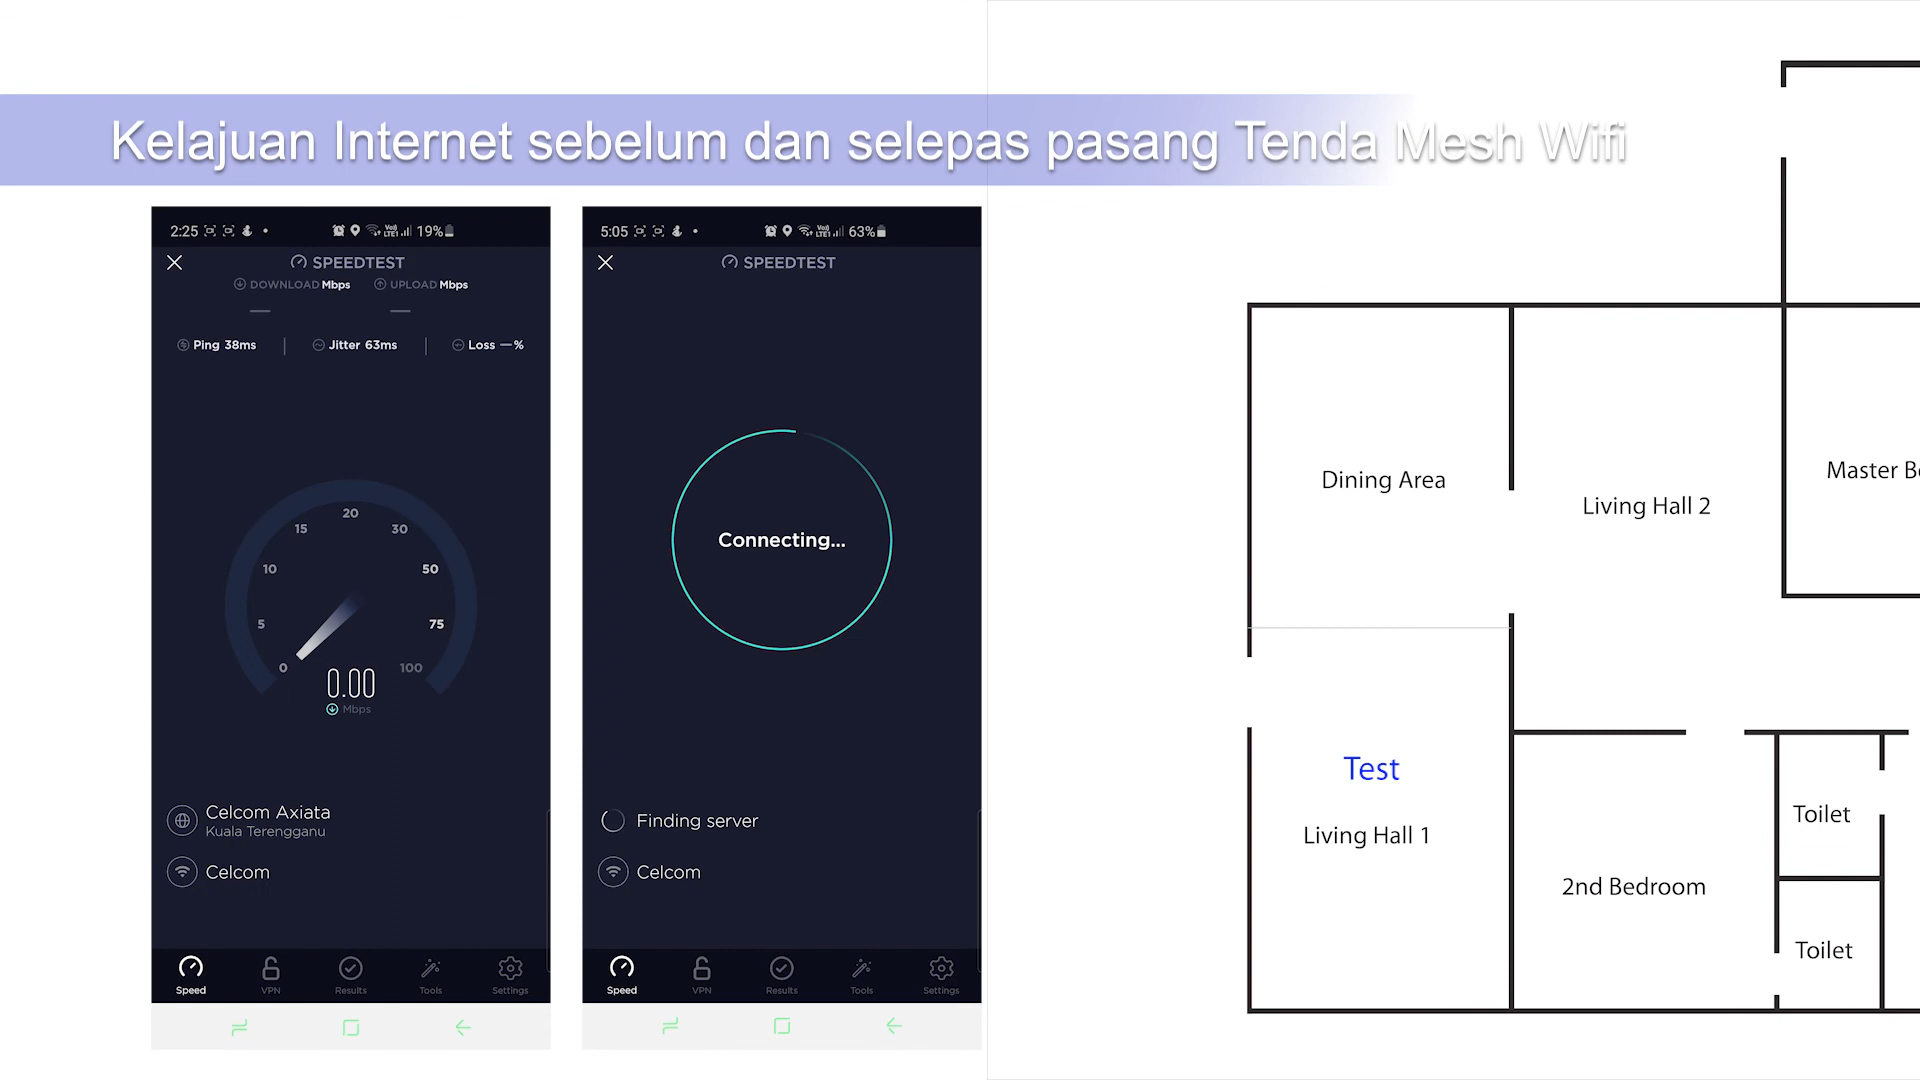 Kelajuan Internet sebelum dan selepas pasang Tenda Mesh Wifi
2:25
19%
SPEEDTEST
DOWNLOAD Mbps
UPLOAD Mbps
Ping 38ms
Jitter 63ms
Loss —%
0
5
10
15
20
30
50
75
100
0.00
Mbps
Celcom Axiata
Kuala Terengganu
Celcom
Speed
VPN
Results
Tools
Settings
5:05
63%
SPEEDTEST
Connecting...
Finding server
Celcom
Speed
VPN
Results
Tools
Settings
Dining Area
Living Hall 2
Master B
Test
Living Hall 1
2nd Bedroom
Toilet
Toilet